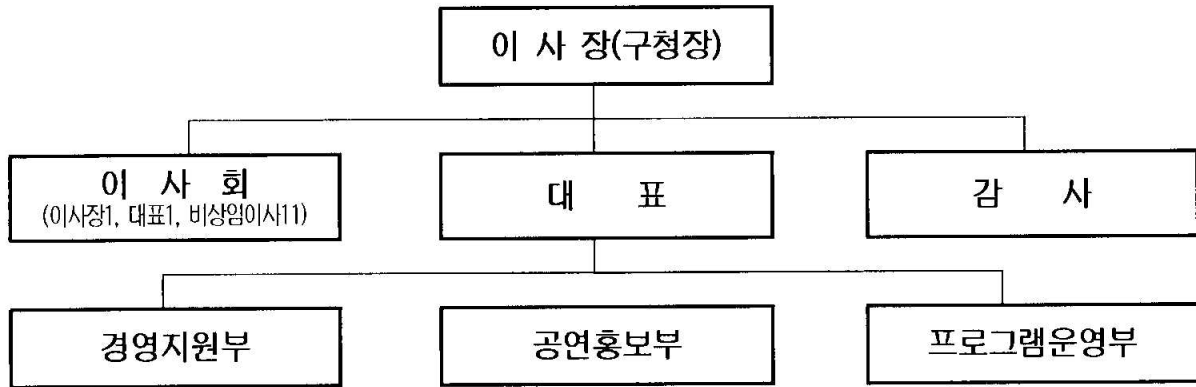 이 사 장(구청장)
이 사 회
(이사장1, 대표1, 비상임이사11)
대 표
감 사
경영지원부
공연홍보부
프로그램운영부